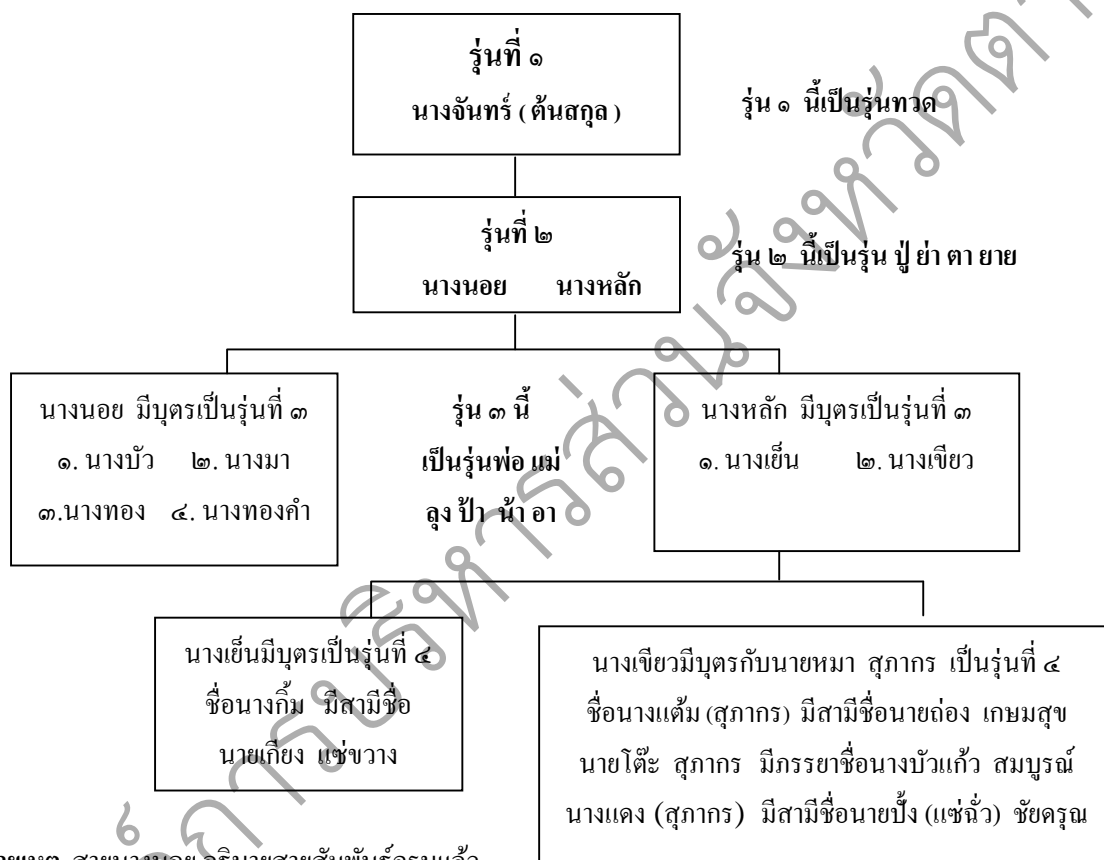 รุ่นที่ ๑
นางจันทร์ ( ต้นสกุล )
รุ่น ๑ นี้เป็นรุ่นทวด
รุ่นที่ ๒
นางนอย นางหลัก
รุ่น ๒ นี้เป็นรุ่น ปู่ ย่า ตา ยาย
นางนอย มีบุตรเป็นรุ่นที่ ๓
๑. นางบัว ๒. นางมา
๓.นางทอง ๔. นางทองคำ
รุ่น ๓ นี้
เป็นรุ่นพ่อ แม่
ลุง ป้า น้า อา
นางหลัก มีบุตรเป็นรุ่นที่ ๓
๑. นางเย็น ๒. นางเขียว
นางเย็นมีบุตรเป็นรุ่นที่ ๔
ชื่อนางกิ้ม มีสามีชื่อ
นายเกียง แซ่ขวาง
นางเขียวมีบุตรกับนายหมา สุภากร เป็นรุ่นที่ ๔
ชื่อนางแต้ม (สุภากร) มีสามีชื่อนายถ่อง เกษมสุข
นายโต๊ะ สุภากร มีภรรยาชื่อนางบัวแก้ว สมบูรณ์
นางแดง (สุภากร) มีสามีชื่อนายปั้ง (แซ่ฉั่ว) ชัยดรุณ